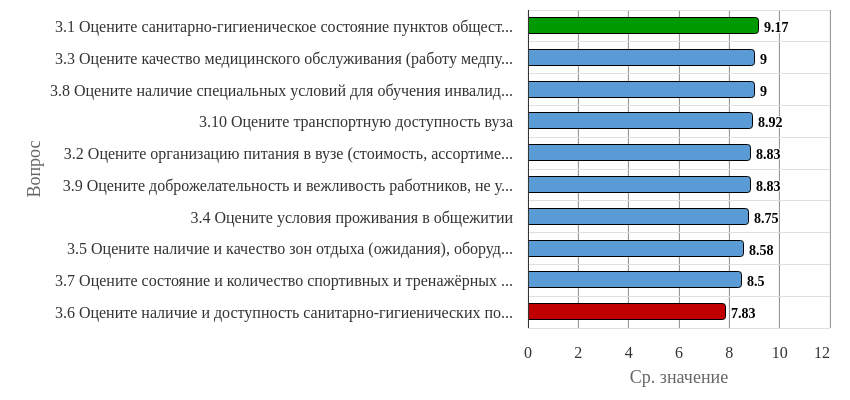 3.1 Оцените санитарно-гигиеническое состояние пунктов общест... 9.17
3.3 Оцените качество медицинского обслуживания (работу медпу... 9
3.8 Оцените наличие специальных условий для обучения инвалид... 9
3.10 Оцените транспортную доступность вуза 8.92
3.2 Оцените организацию питания в вузе (стоимость, ассортиме... 8.83
3.9 Оцените доброжелательность и вежливость работников, не у... 8.83
3.4 Оцените условия проживания в общежитии 8.75
3.5 Оцените наличие и качество зон отдыха (ожидания), оборуд... 8.58
3.7 Оцените состояние и количество спортивных и тренажёрных ... 8.5
3.6 Оцените наличие и доступность санитарно-гигиенических по... 7.83
Вопрос
0 2 4 6 8 10 12
Ср. значение